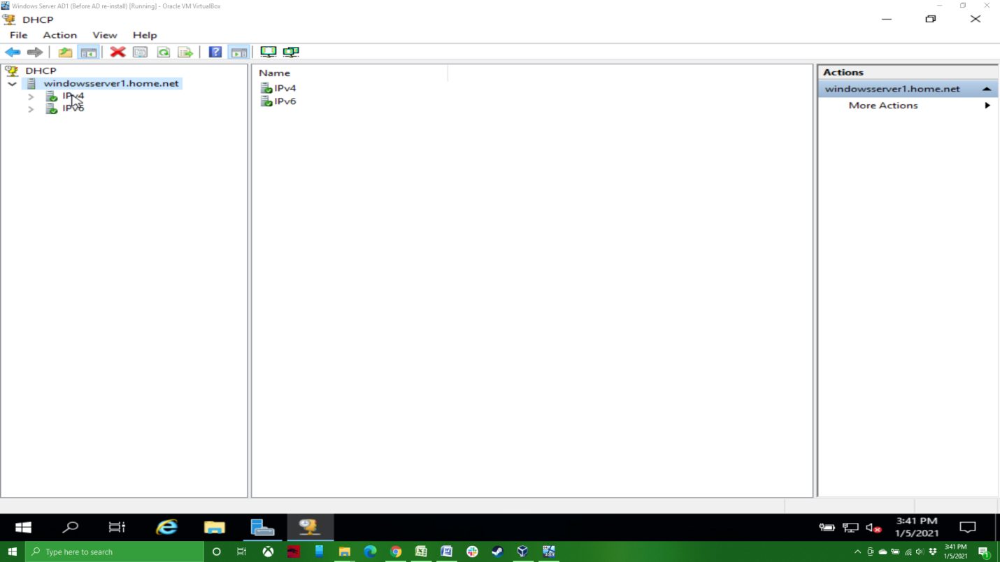 Windows Server AD1 (Before AD re-install) [Running] - Oracle VM VirtualBox
DHCP
File Action View Help
DHCP
windowsserver1.home.net
IPv4
IPv6
Name
IPv4
IPv6
Actions
windowsserver1.home.net
More Actions
3:41 PM
1/5/2021
Type here to search
3:41 PM
1/5/2021